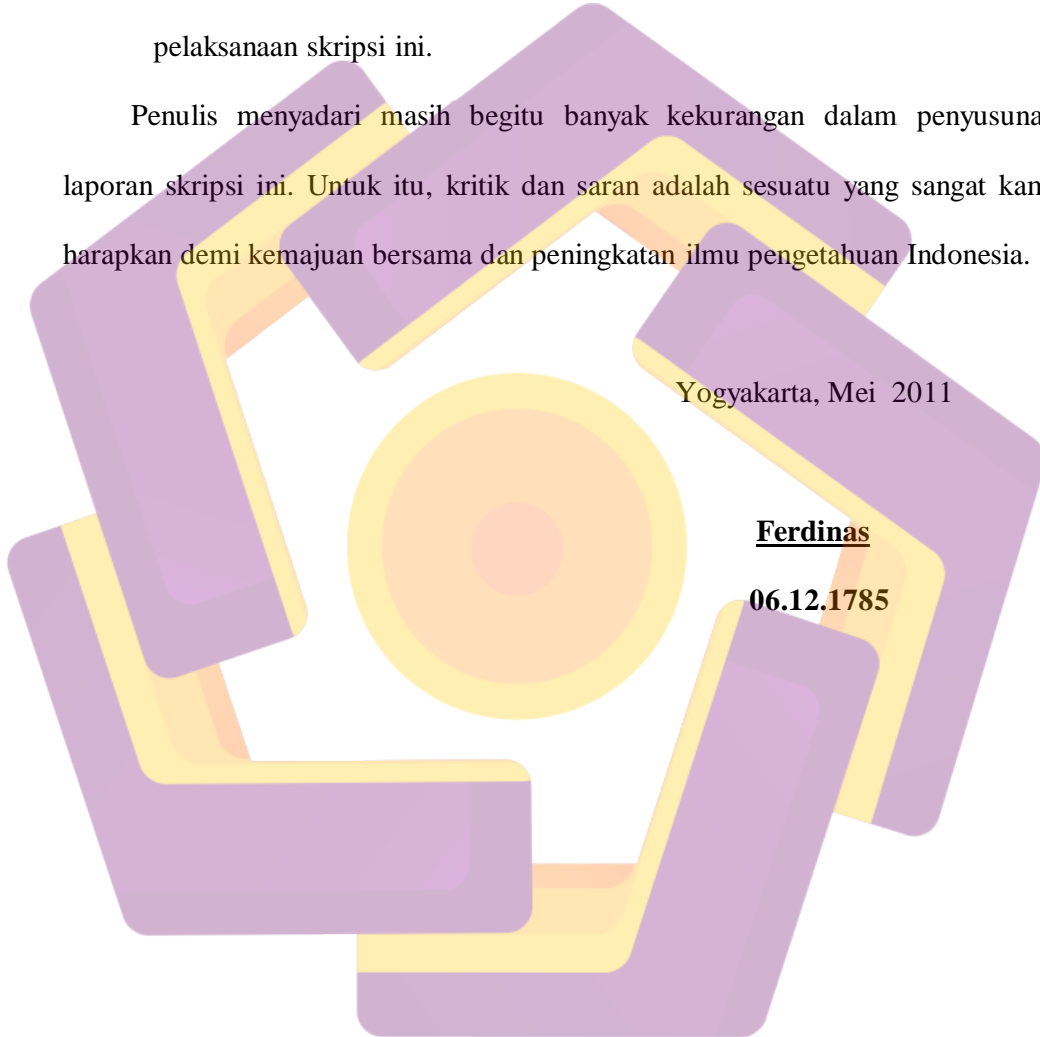 pelaksanaan skripsi ini.
Penulis menyadari masih begitu banyak kekurangan dalam penyusuna
laporan skripsi ini. Untuk itu, kritik dan saran adalah sesuatu yang sangat kam
harapkan demi kemajuan bersama dan peningkatan ilmu pengetahuan Indonesia.
Yogyakarta, Mei 2011
Ferdinas
06.12.1785